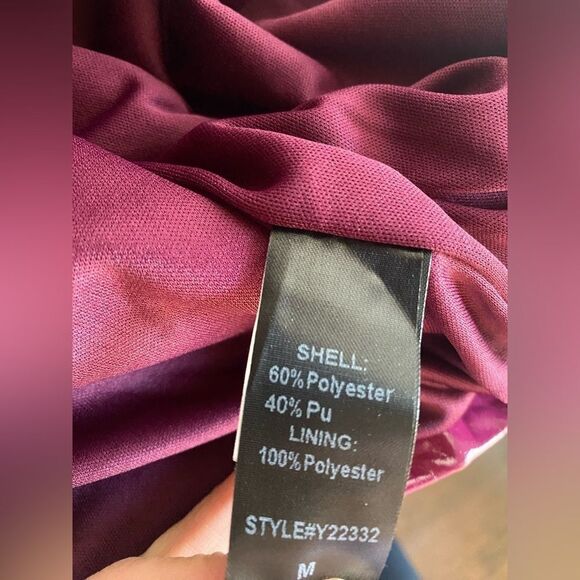 SHELL:
60% Polyester
40% Pu
LINING:
100% Polyester
STYLE#Y22332
M